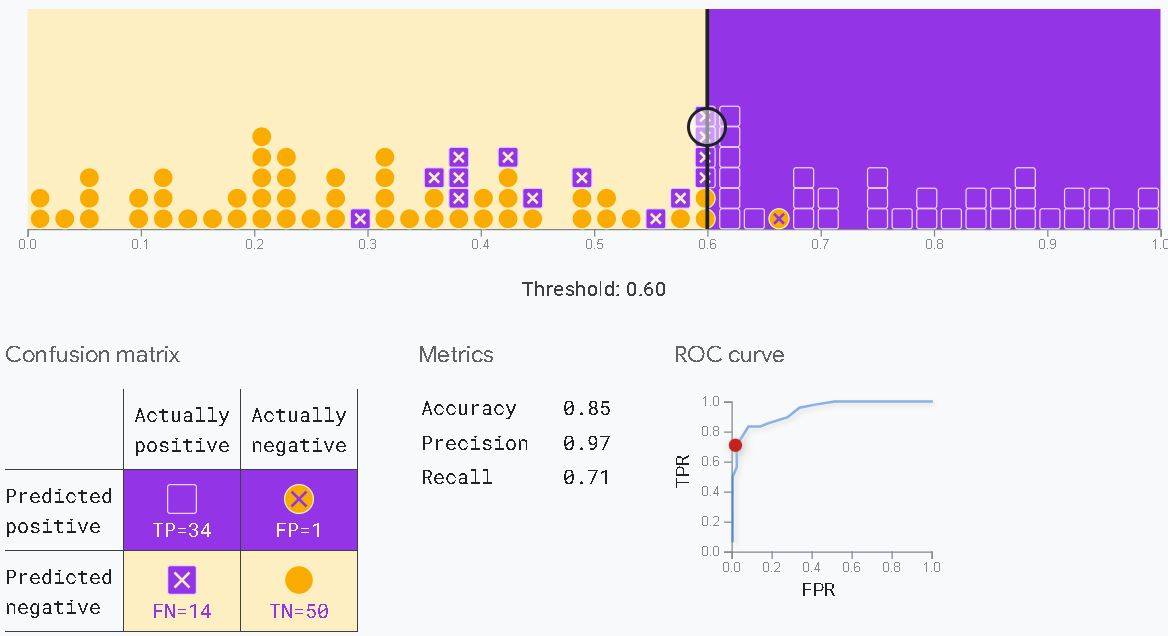 0.0 0.1 0.2 0.3 0.4 0.5 0.6 0.7 0.8 0.9 1.0
Threshold: 0.60
Confusion matrix
Actually positive
Actually negative
Predicted positive
TP=34
FP=1
Predicted negative
FN=14
TN=50
Metrics
Accuracy 0.85
Precision 0.97
Recall 0.71
ROC curve
1.0
0.8
0.6
0.4
0.2
0.0
TPR
0.0 0.2 0.4 0.6 0.8 1.0
FPR